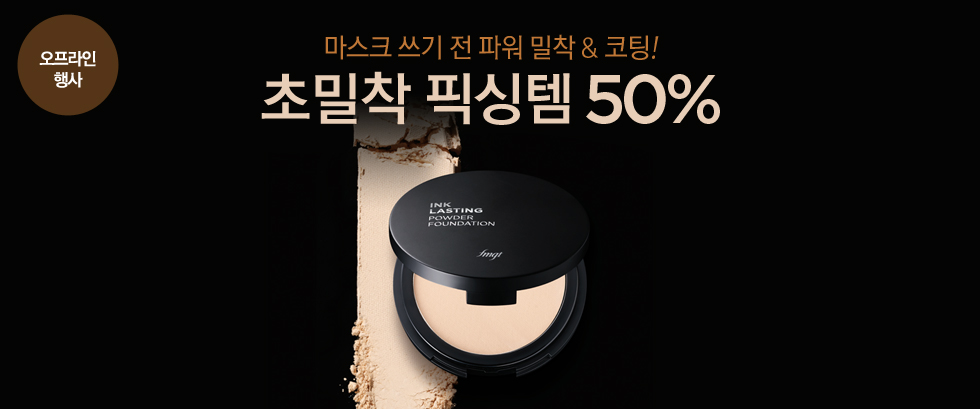 오프라인
행사
마스크 쓰기 전 파워 밀착 & 코팅!
초밀착 픽싱템 50%
INK
LASTING
POWDER
FOUNDATION
fmgt